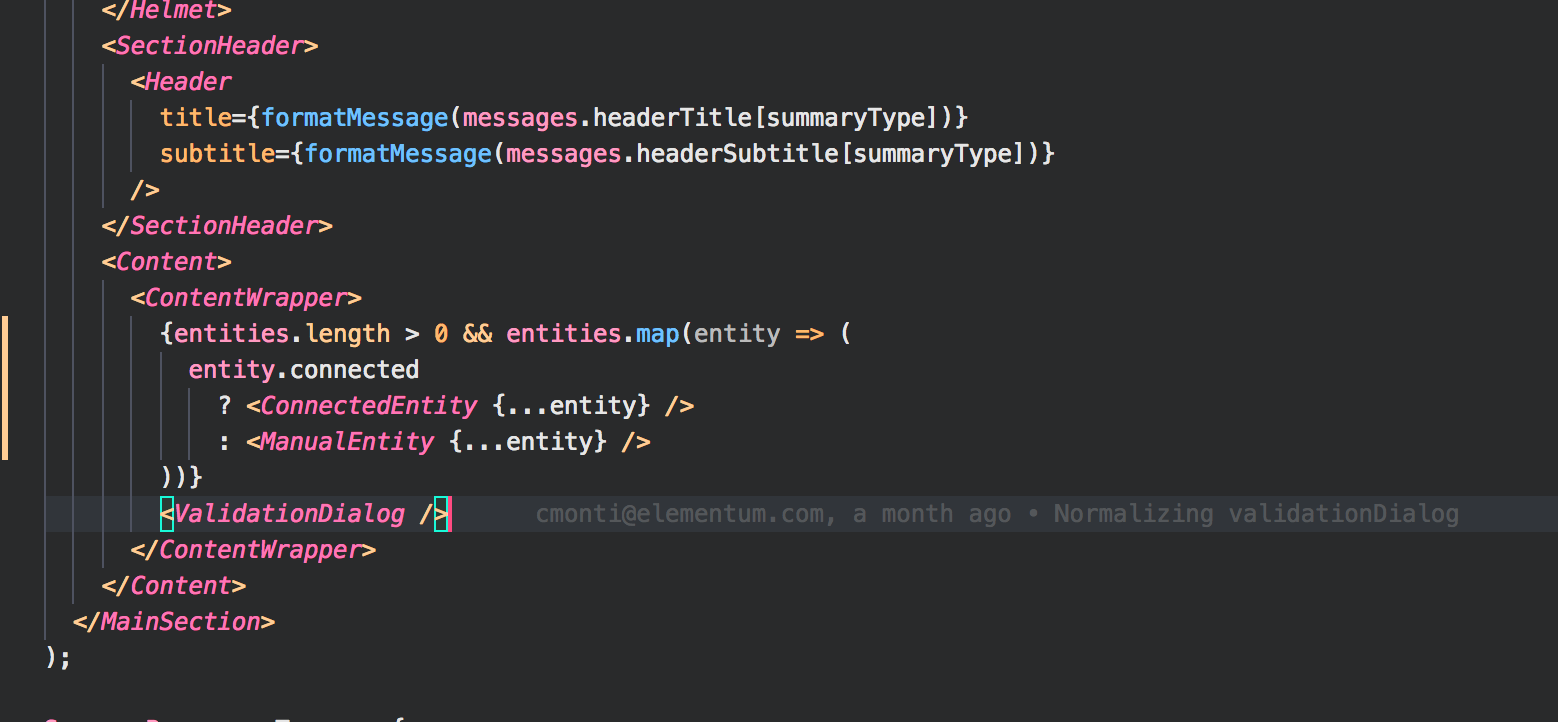 </Helmet>
<SectionHeader>
<Header
title={formatMessage(messages.headerTitle[summaryType])}
subtitle={formatMessage(messages.headerSubtitle[summaryType])}
/>
</SectionHeader>
<Content>
<ContentWrapper>
{entities.length > 0 && entities.map(entity => (
entity.connected
? <ConnectedEntity {...entity} />
: <ManualEntity {...entity} />
))}
<ValidationDialog /> cmonti@elementum.com, a month ago • Normalizing validationDialog
</ContentWrapper>
</Content>
</MainSection>
);